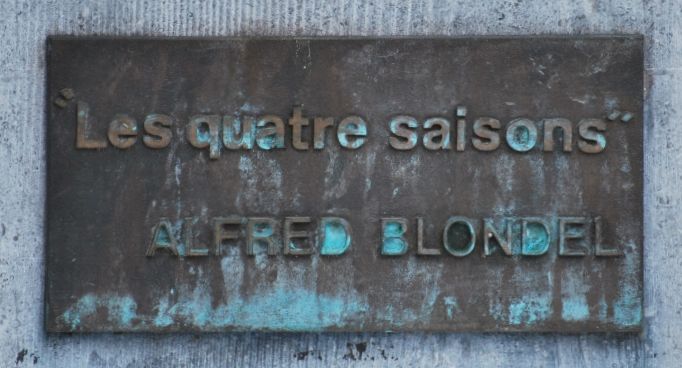 "Les quatre saisons"
ALFRED BLONDEL